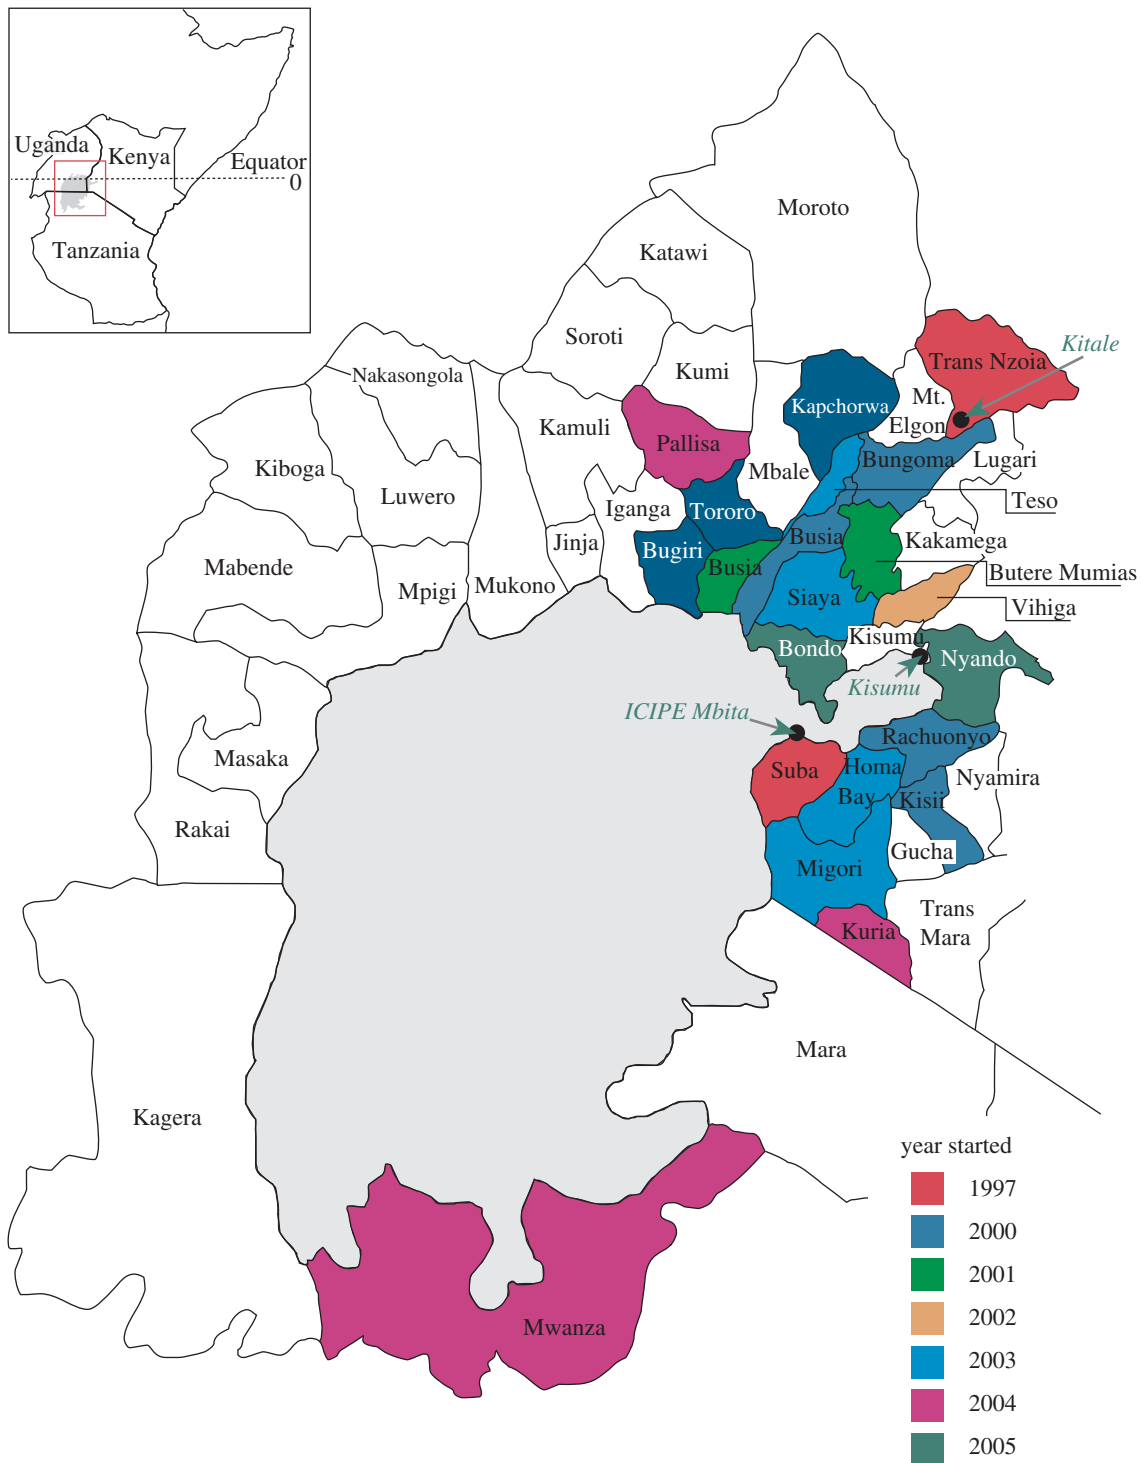 Uganda
Kenya
Equator
0
Tanzania
Moroto
Katawi
Soroti
Kumi
Trans Nzoia
Kitale
Nakasongola
Kapchorwa
Mt.
Elgon
Kamuli
Pallisa
Mbale
Bungoma
Lugari
Kiboga
Luwero
Iganga
Tororo
Teso
Jinja
Bugiri
Busia
Busia
Kakamega
Mabende
Mpigi
Mukono
Butere Mumias
Siaya
Vihiga
Kisumu
Bondo
Nyando
Kisumu
ICIPE Mbita
Rachuonyo
Masaka
Suba
Homa
Bay
Kisii
Nyamira
Rakai
Gucha
Migori
Trans
Mara
Kuria
Mara
Kagera
Mwanza
year started
1997
2000
2001
2002
2003
2004
2005